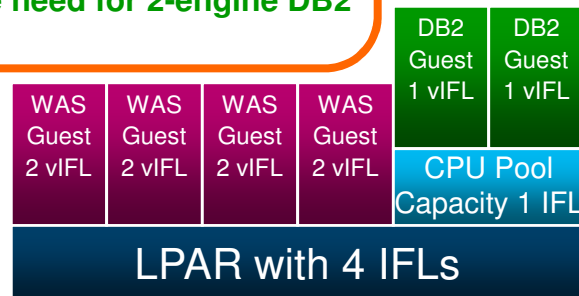 need for 2-engine DB2
DB2
Guest
1 vIFL
DB2
Guest
1 vIFL
WAS
Guest
2 vIFL
WAS
Guest
2 vIFL
WAS
Guest
2 vIFL
WAS
Guest
2 vIFL
CPU Pool
Capacity 1 IFL
LPAR with 4 IFLs